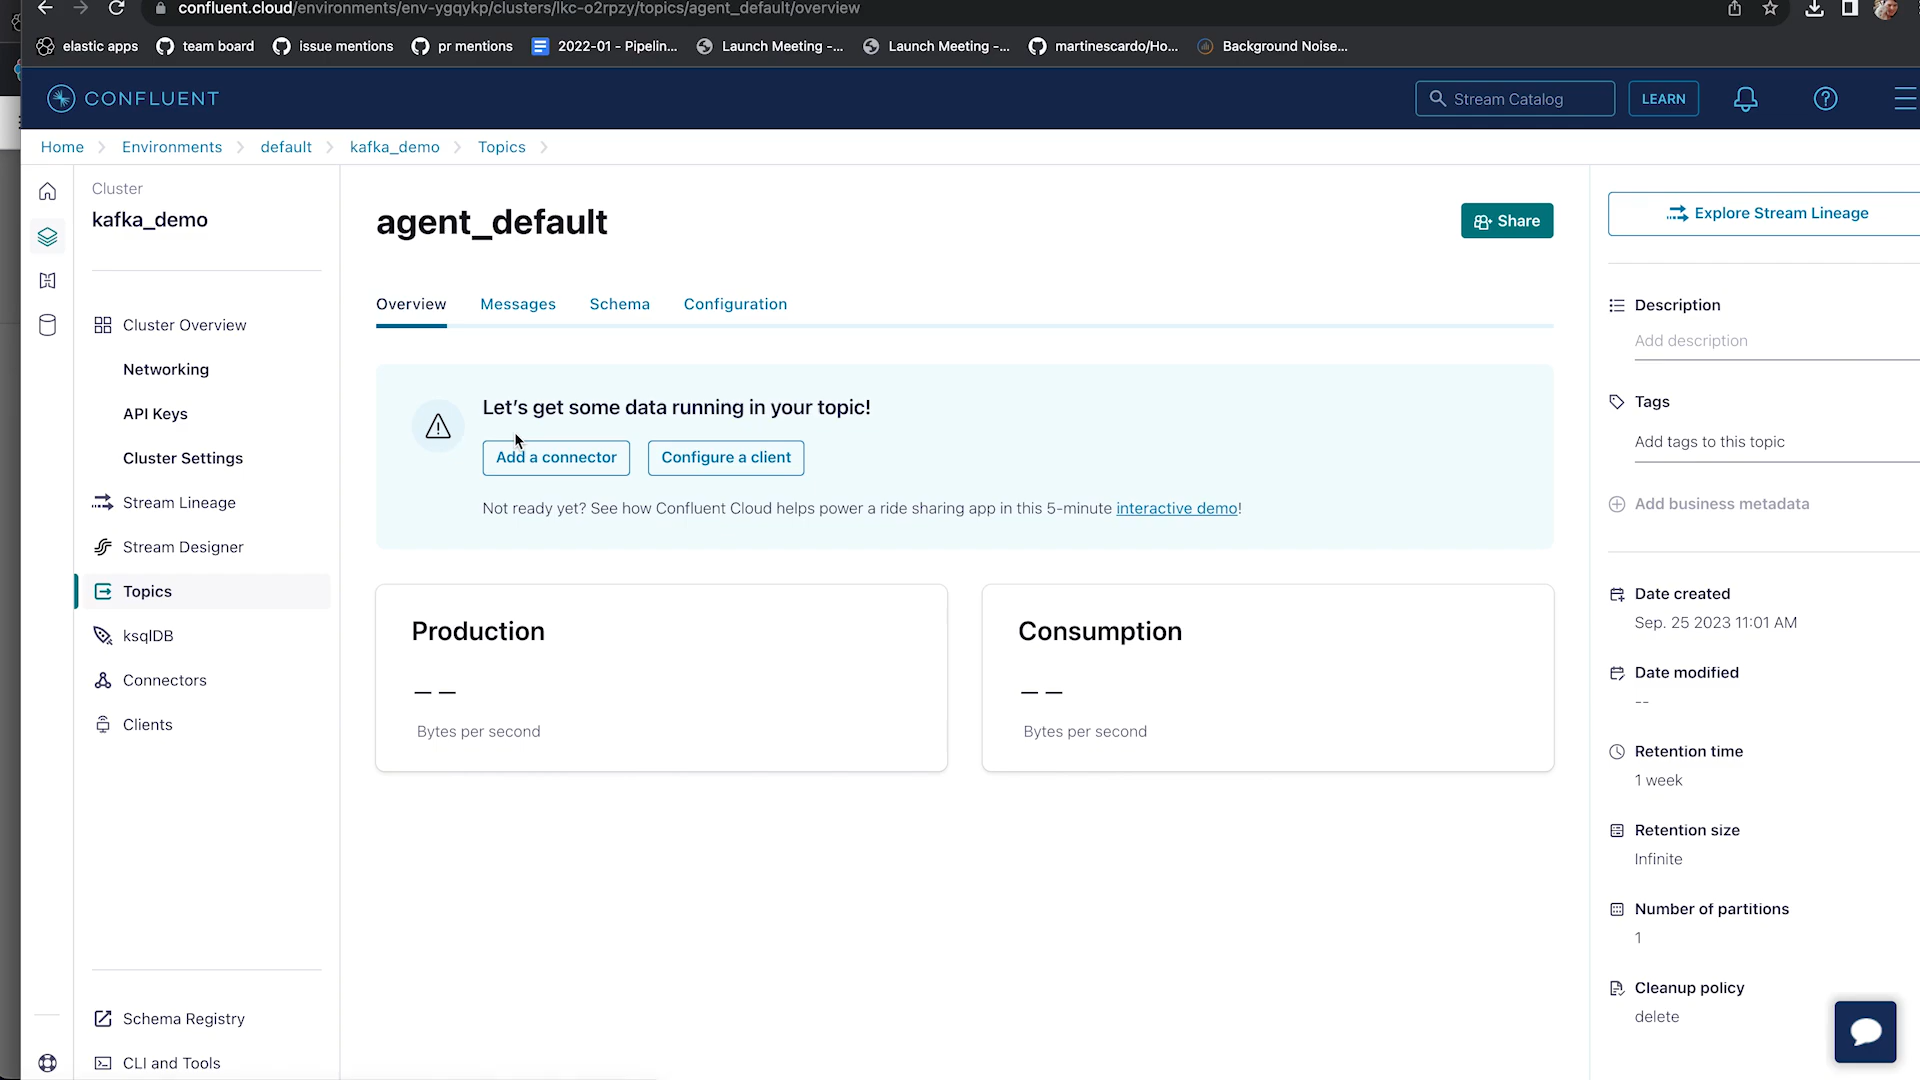 confluent.cloud/environments/env-ygqykp/clusters/lkc-o2rpzy/topics/agent_default/overview
elastic apps
team board
issue mentions
pr mentions
2022-01 - Pipelin...
Launch Meeting -...
Launch Meeting -...
martinescardo/Ho...
Background Noise...
CONFLUENT
Stream Catalog
LEARN
Home
Environments
default
kafka_demo
Topics
Cluster
kafka_demo
Cluster Overview
Networking
API Keys
Cluster Settings
Stream Lineage
Stream Designer
Topics
ksqlDB
Connectors
Clients
Schema Registry
CLI and Tools
agent_default
Share
Overview
Messages
Schema
Configuration
Let's get some data running in your topic!
Add a connector
Configure a client
Not ready yet? See how Confluent Cloud helps power a ride sharing app in this 5-minute interactive demo!
Production
– –
Bytes per second
Consumption
– –
Bytes per second
Explore Stream Lineage
Description
Add description
Tags
Add tags to this topic
Add business metadata
Date created
Sep. 25 2023 11:01 AM
Date modified
--
Retention time
1 week
Retention size
Infinite
Number of partitions
1
Cleanup policy
delete